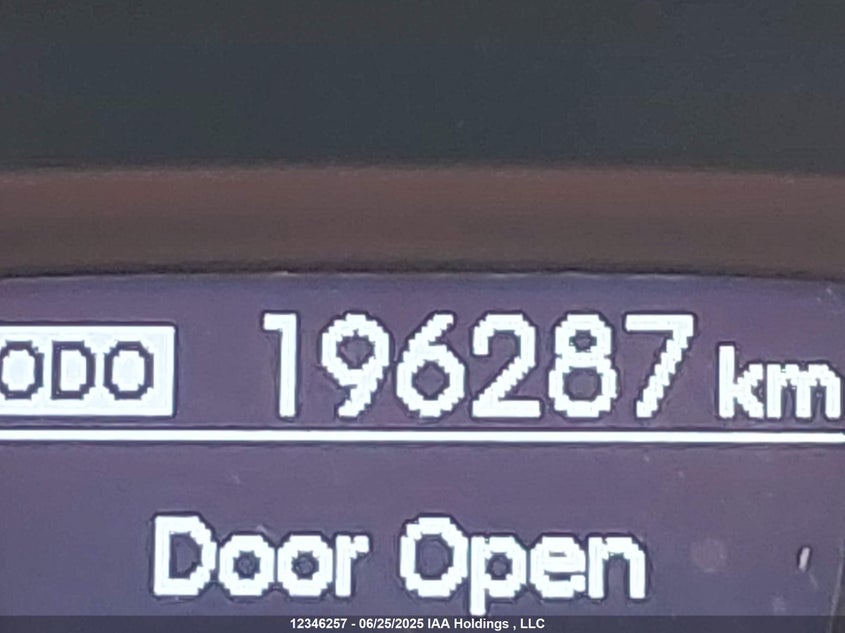 ODO 196287 km
Door Open
12346257 - 06/25/2025 IAA Holdings , LLC